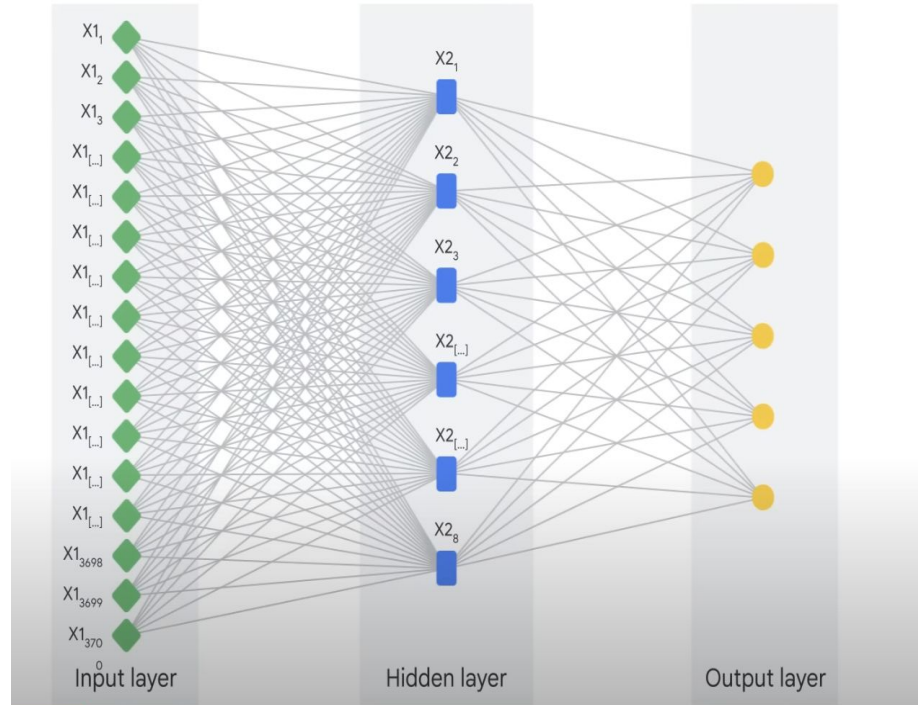 X1₁
X1₂
X1₃
X1[...]
X1[...]
X1[...]
X1[...]
X1[...]
X1[...]
X1[...]
X1[...]
X1[...]
X1[...]
X1₃₆₉₈
X1₃₆₉₉
X1₃₇₀
₀
Input layer
X2₁
X2₂
X2₃
X2[...]
X2[...]
X2₈
Hidden layer
Output layer